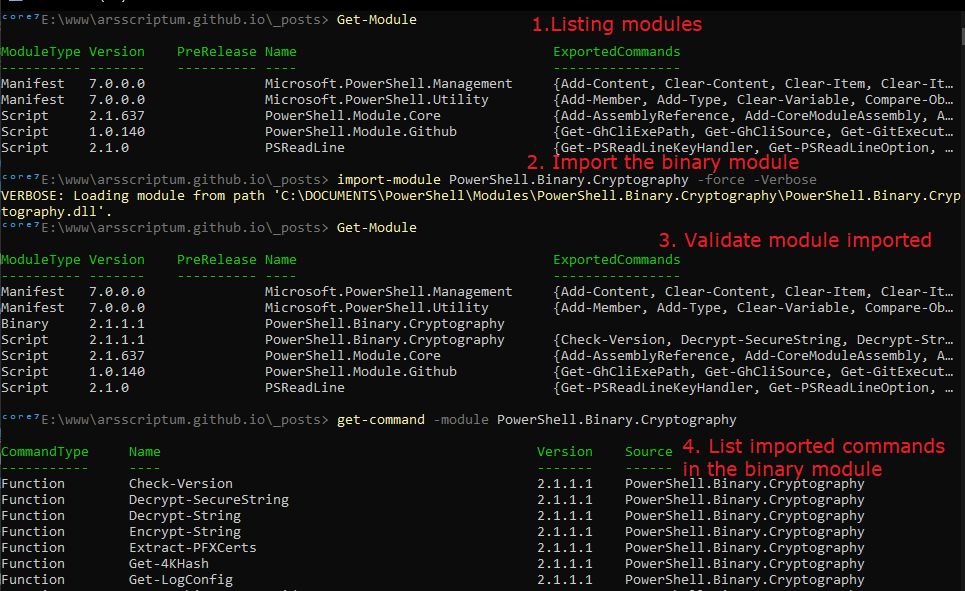 core7E:\www\arsscriptum.github.io\_posts> Get-Module
1.Listing modules
ModuleType Version    PreRelease Name                                ExportedCommands
---------- -------    ---------- ----                                ----------------
Manifest   7.0.0.0               Microsoft.PowerShell.Management     {Add-Content, Clear-Content, Clear-Item, Clear-It…
Manifest   7.0.0.0               Microsoft.PowerShell.Utility        {Add-Member, Add-Type, Clear-Variable, Compare-Ob…
Script     2.1.637               PowerShell.Module.Core              {Add-AssemblyReference, Add-CoreModuleAssembly, A…
Script     1.0.140               PowerShell.Module.Github            {Get-GhCliExePath, Get-GhCliSource, Get-GitExecut…
Script     2.1.0                 PSReadLine                          {Get-PSReadLineKeyHandler, Get-PSReadLineOption, …
2. Import the binary module
core7E:\www\arsscriptum.github.io\_posts> import-module PowerShell.Binary.Cryptography -force -Verbose
VERBOSE: Loading module from path 'C:\DOCUMENTS\PowerShell\Modules\PowerShell.Binary.Cryptography\PowerShell.Binary.Cryp
tography.dll'.
core7E:\www\arsscriptum.github.io\_posts> Get-Module
3. Validate module imported
ModuleType Version    PreRelease Name                                ExportedCommands
---------- -------    ---------- ----                                ----------------
Manifest   7.0.0.0               Microsoft.PowerShell.Management     {Add-Content, Clear-Content, Clear-Item, Clear-It…
Manifest   7.0.0.0               Microsoft.PowerShell.Utility        {Add-Member, Add-Type, Clear-Variable, Compare-Ob…
Binary     2.1.1.1               PowerShell.Binary.Cryptography
Script     2.1.1.1               PowerShell.Binary.Cryptography      {Check-Version, Decrypt-SecureString, Decrypt-Str…
Script     2.1.637               PowerShell.Module.Core              {Add-AssemblyReference, Add-CoreModuleAssembly, A…
Script     1.0.140               PowerShell.Module.Github            {Get-GhCliExePath, Get-GhCliSource, Get-GitExecut…
Script     2.1.0                 PSReadLine                          {Get-PSReadLineKeyHandler, Get-PSReadLineOption, …
core7E:\www\arsscriptum.github.io\_posts> get-command -module PowerShell.Binary.Cryptography
4. List imported commands
in the binary module
CommandType     Name                                               Version    Source
-----------     ----                                               -------    ------
Function        Check-Version                                      2.1.1.1    PowerShell.Binary.Cryptography
Function        Decrypt-SecureString                               2.1.1.1    PowerShell.Binary.Cryptography
Function        Decrypt-String                                     2.1.1.1    PowerShell.Binary.Cryptography
Function        Encrypt-String                                     2.1.1.1    PowerShell.Binary.Cryptography
Function        Extract-PFXCerts                                   2.1.1.1    PowerShell.Binary.Cryptography
Function        Get-4KHash                                         2.1.1.1    PowerShell.Binary.Cryptography
Function        Get-LogConfig                                      2.1.1.1    PowerShell.Binary.Cryptography